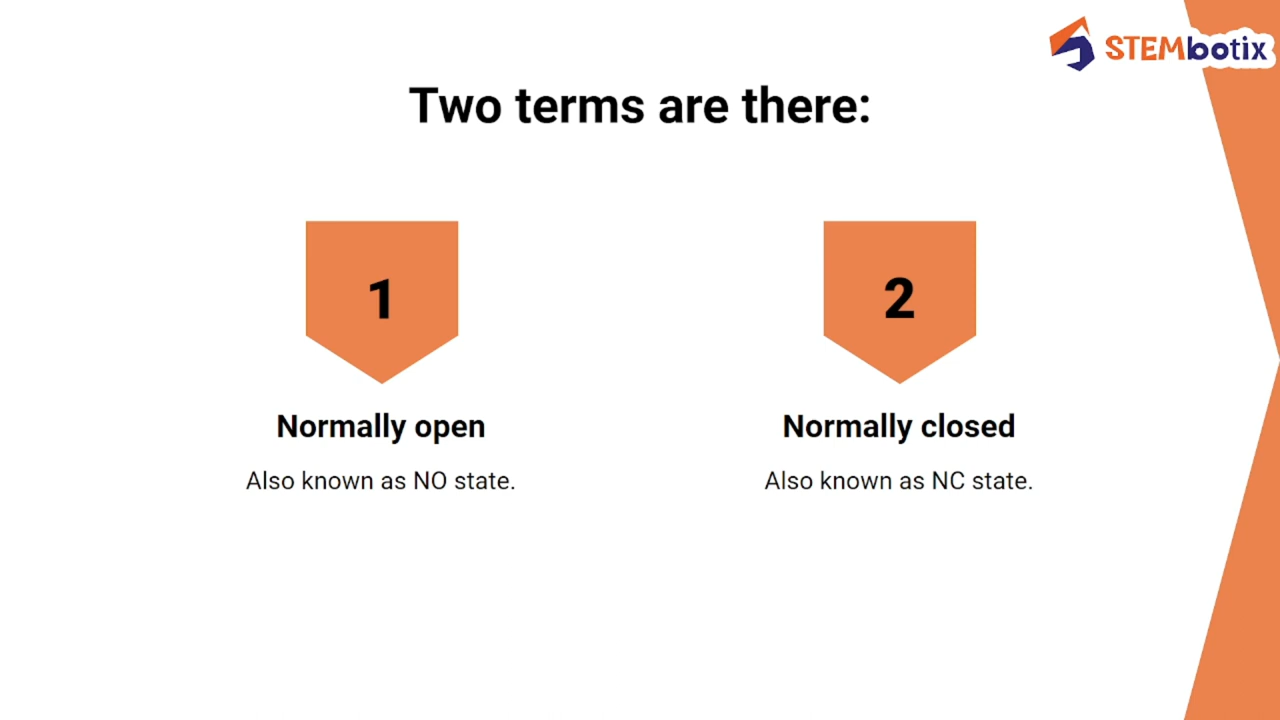 STEMbotix
Two terms are there:
1
2
Normally open
Normally closed
Also known as NO state.
Also known as NC state.